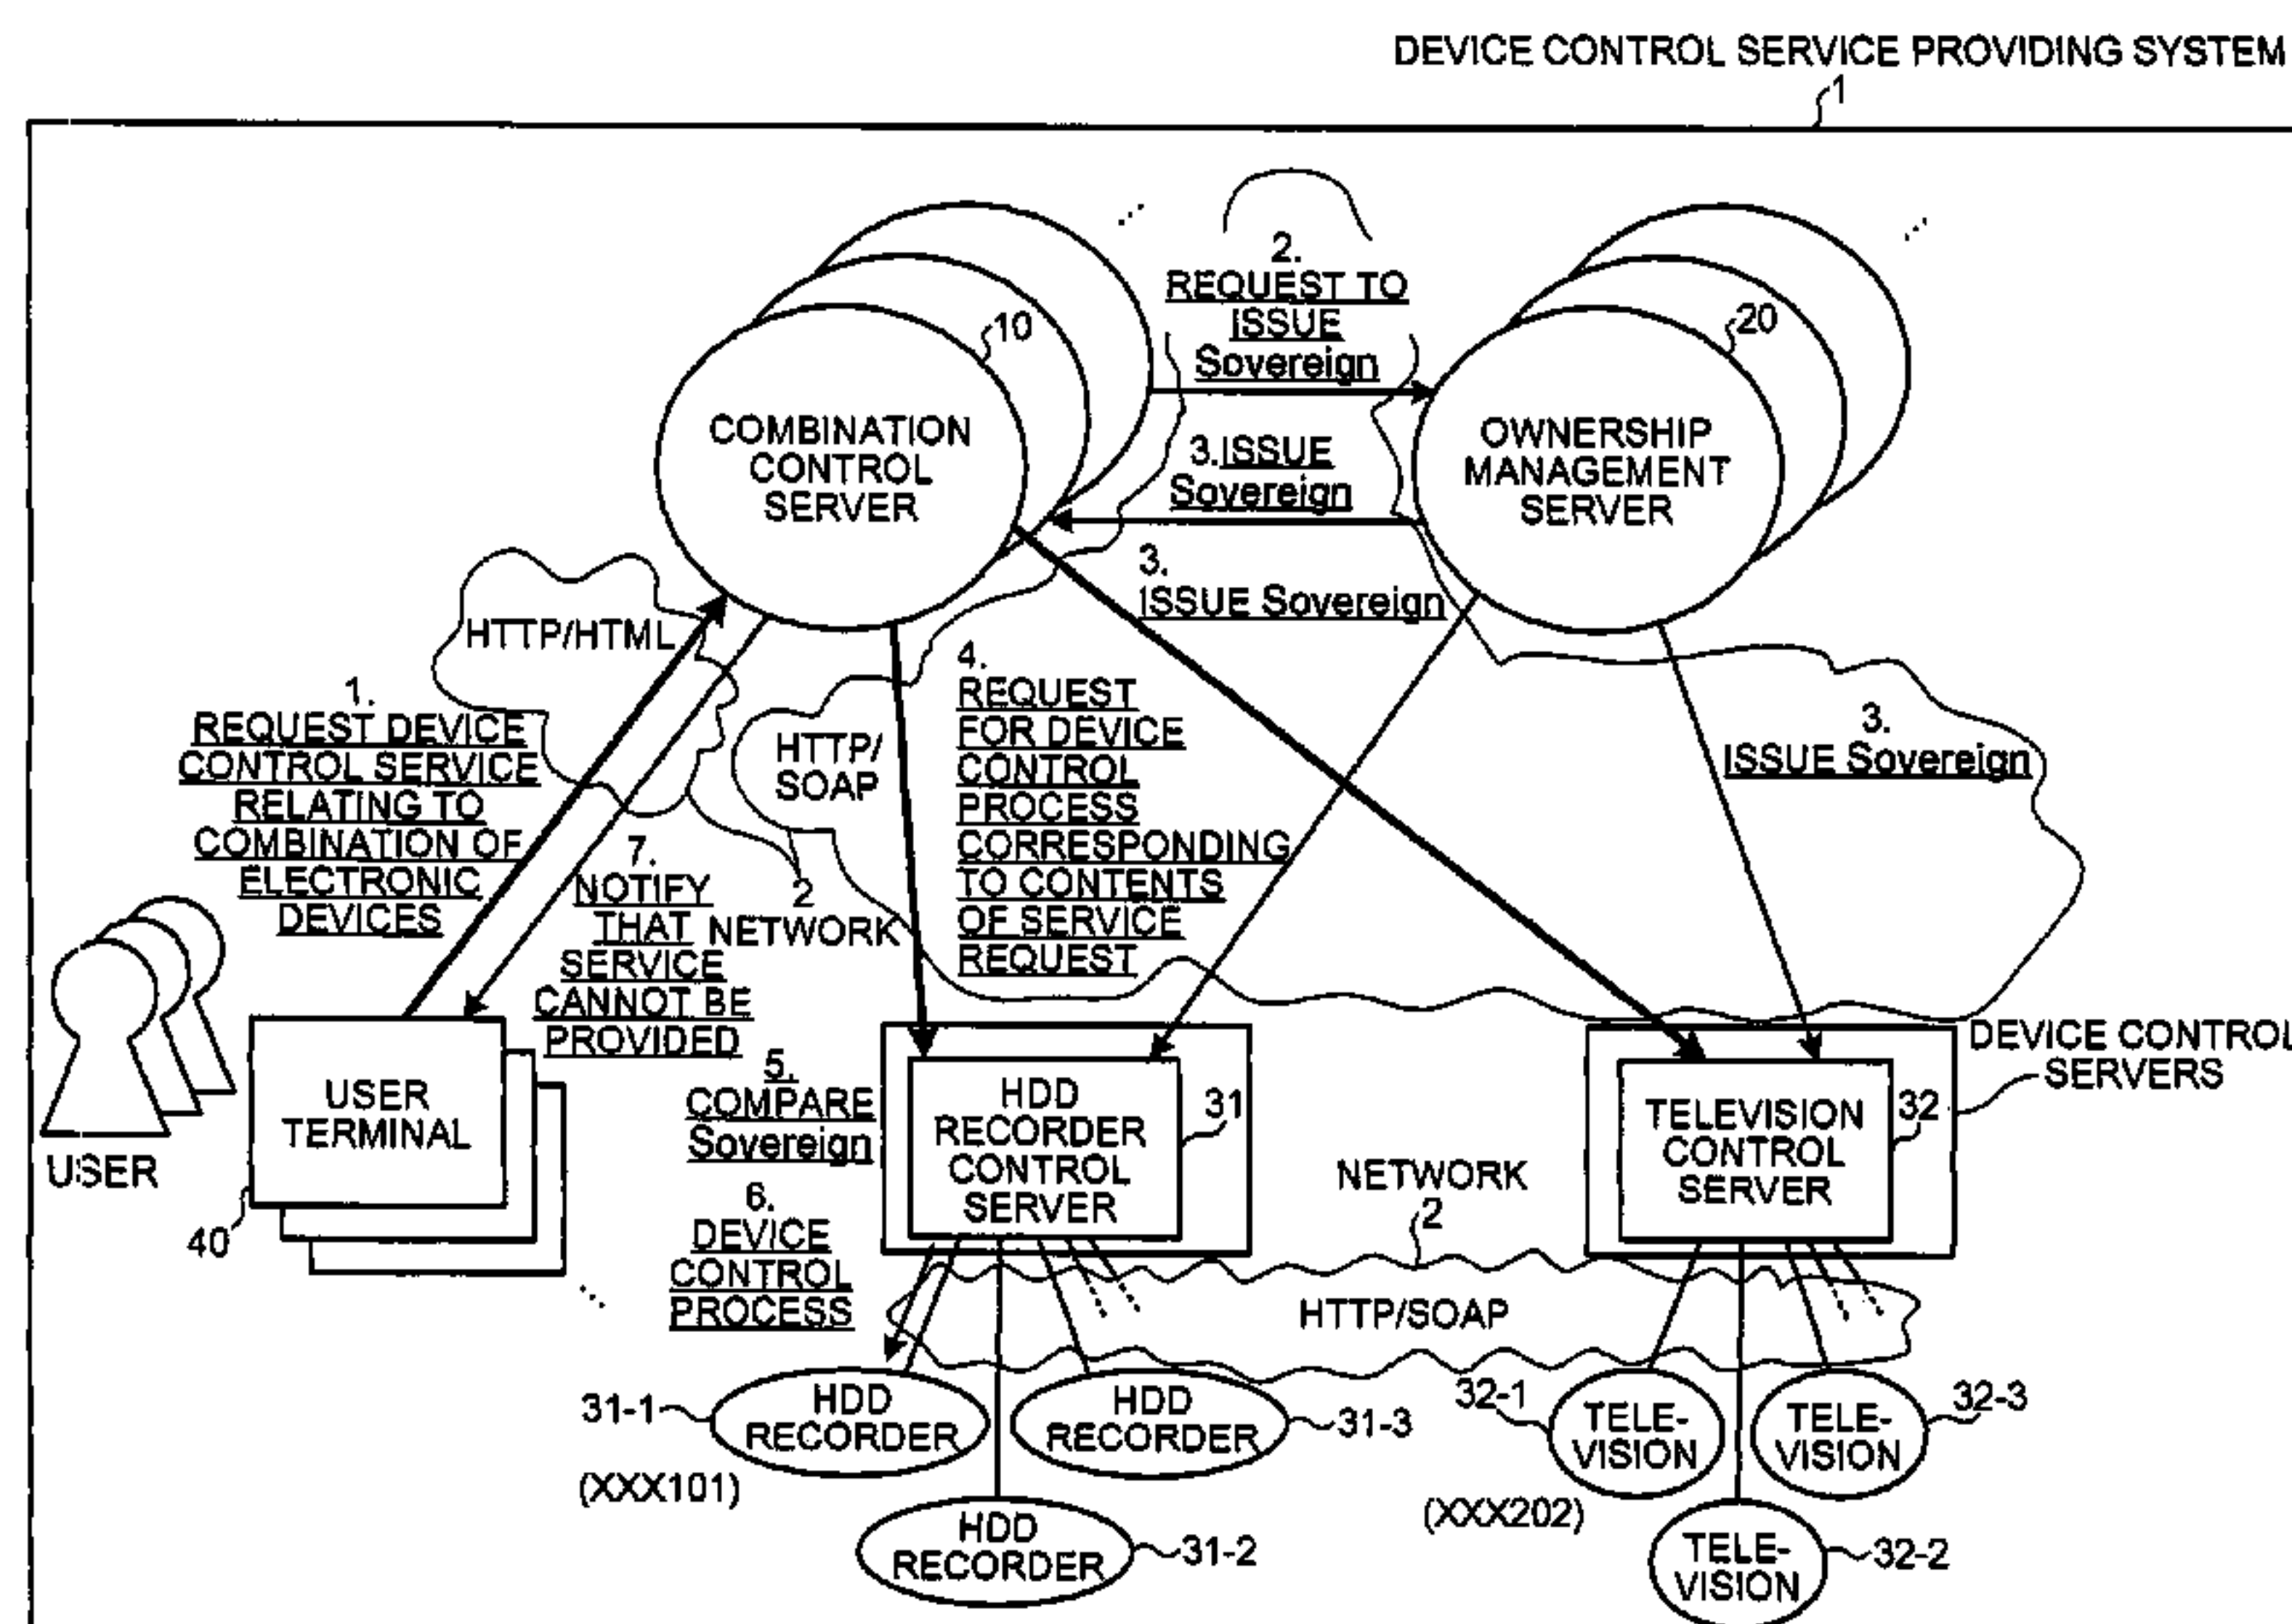 DEVICE CONTROL SERVICE PROVIDING SYSTEM
1
2.
REQUEST TO
ISSUE
Sovereign
10
20
COMBINATION
CONTROL
SERVER
3.ISSUE
Sovereign
OWNERSHIP
MANAGEMENT
SERVER
3.
ISSUE Sovereign
HTTP/HTML
1.
REQUEST DEVICE
CONTROL SERVICE
RELATING TO
COMBINATION OF
ELECTRONIC
DEVICES
HTTP/
SOAP
4.
REQUEST
FOR DEVICE
CONTROL
PROCESS
CORRESPONDING
TO CONTENTS
OF SERVICE
REQUEST
3.
ISSUE Sovereign
7.
NOTIFY
THAT
SERVICE
CANNOT BE
PROVIDED
2
NETWORK
USER
USER
TERMINAL
40
5.
COMPARE
Sovereign
6.
DEVICE
CONTROL
PROCESS
HDD
RECORDER
CONTROL
SERVER
31
NETWORK
2
TELEVISION
CONTROL
SERVER
32
DEVICE CONTROL
SERVERS
HTTP/SOAP
31-1
HDD
RECORDER
(XXX101)
HDD
RECORDER
31-3
HDD
RECORDER
31-2
32-1
TELE-
VISION
(XXX202)
TELE-
VISION
32-3
TELE-
VISION
32-2